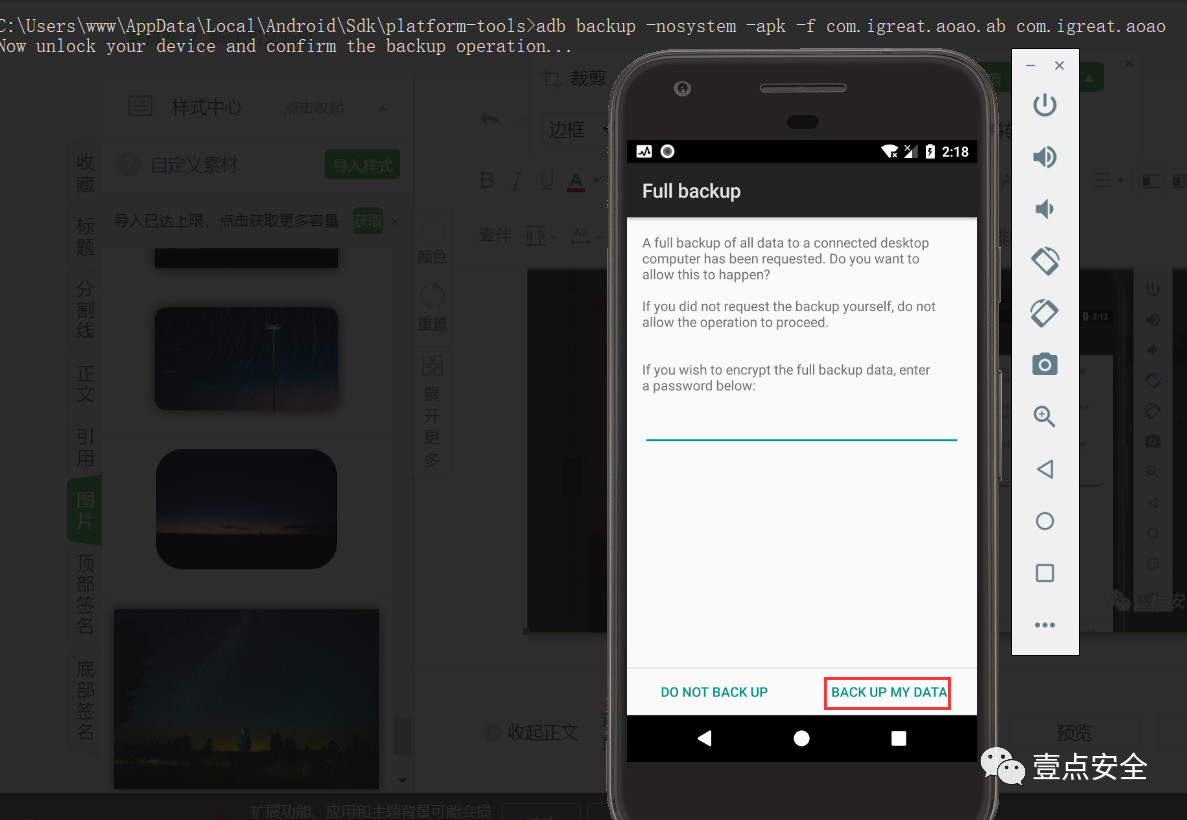 C:\Users\www\AppData\Local\Android\Sdk\platform-tools>adb backup -nosystem -apk -f com.igreat.aoao.ab com.igreat.aoao
Now unlock your device and confirm the backup operation...
裁剪
样式中心
点击收起
边框
收藏
自定义素材
导入样式
B I U A
标题
导入已达上限，点击获取更多容量
获取
壹伴
AV
颜色
分割线
重置
正文
展开更多
引用
图片
顶部签名
底部签名
收起正文
预览
扩展功能、应用和主题背景可能会损
2:18
Full backup
A full backup of all data to a connected desktop
computer has been requested. Do you want to
allow this to happen?
If you did not request the backup yourself, do not
allow the operation to proceed.
If you wish to encrypt the full backup data, enter
a password below:
DO NOT BACK UP
BACK UP MY DATA
2:12
壹点安全